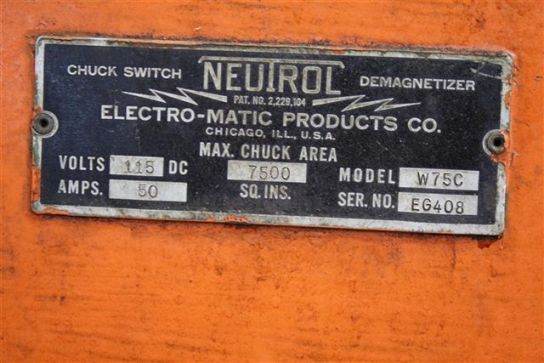 CHUCK SWITCH NEUTROL DEMAGNETIZER
PAT. NO. 2,229,104
ELECTRO-MATIC PRODUCTS CO.
CHICAGO, ILL., U.S.A.
MAX. CHUCK AREA
VOLTS 115 DC 7500 MODEL W75C
AMPS. 50 SQ. INS. SER. NO. EG408